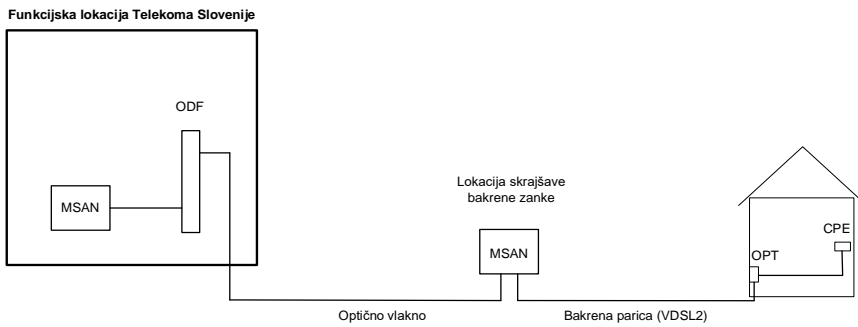 Funkcijska lokacija Telekoma Slovenije
ODF
MSAN
Lokacija skrajšave
bakrene zanke
MSAN
CPE
OPT
Optično vlakno
Bakrena parica (VDSL2)